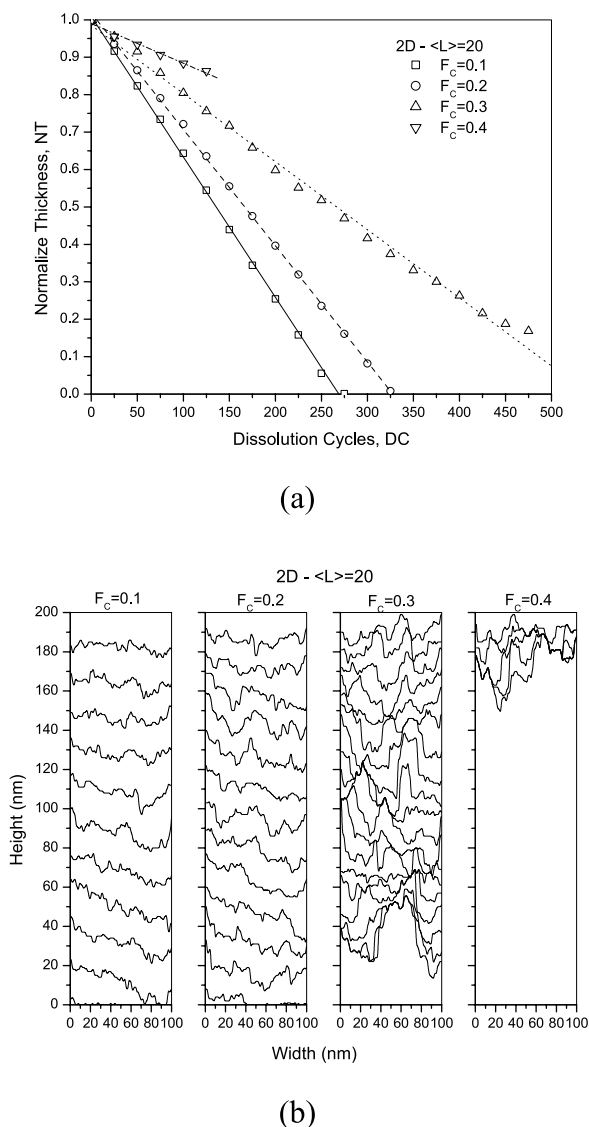 2D - <L>=20
F_C=0.1
F_C=0.2
F_C=0.3
F_C=0.4
1.0
0.9
0.8
0.7
0.6
0.5
0.4
0.3
0.2
0.1
0.0
Normalize Thickness, NT
0 50 100 150 200 250 300 350 400 450 500
Dissolution Cycles, DC
(a)
2D - <L>=20
F_C=0.1 F_C=0.2 F_C=0.3 F_C=0.4
200
180
160
140
120
100
80
60
40
20
0
Height (nm)
0 20 40 60 80 100 0 20 40 60 80 100 0 20 40 60 80 100 0 20 40 60 80 100
Width (nm)
(b)